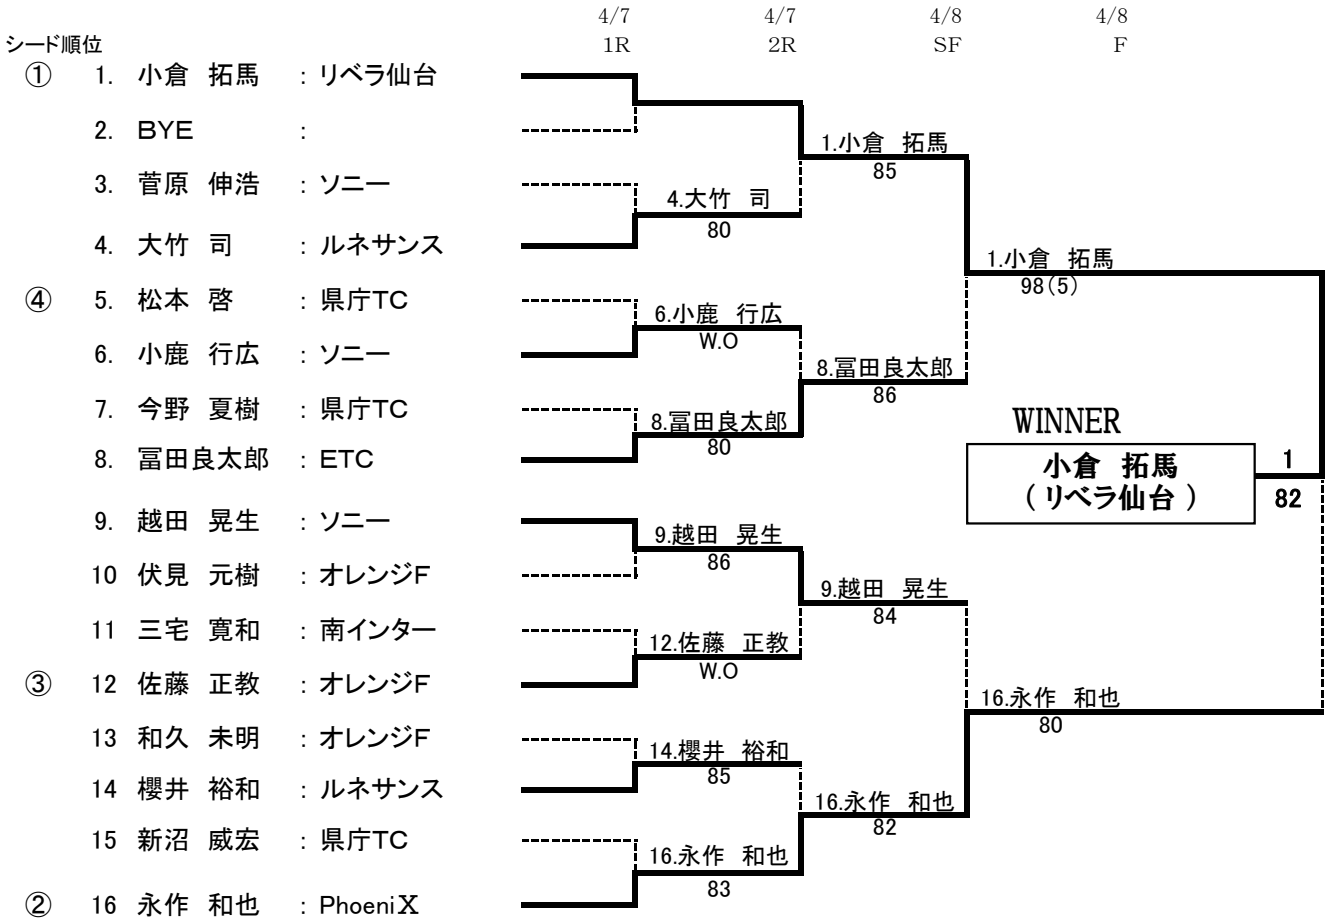 4/7 4/7 4/8 4/8
シード順位 1R 2R SF F
① 1. 小倉 拓馬 : リベラ仙台
2. BYE :
1.小倉 拓馬
85
3. 菅原 伸浩 : ソニー
4.大竹 司
80
4. 大竹 司 : ルネサンス
1.小倉 拓馬
98(5)
④ 5. 松本 啓 : 県庁TC
6.小鹿 行広
W.O
6. 小鹿 行広 : ソニー
8.冨田良太郎
86
7. 今野 夏樹 : 県庁TC
8.冨田良太郎
80
WINNER
8. 冨田良太郎 : ETC
小倉 拓馬 1
(リベラ仙台) 82
9. 越田 晃生 : ソニー
9.越田 晃生
86
10 伏見 元樹 : オレンジF
9.越田 晃生
84
11 三宅 寛和 : 南インター
12.佐藤 正教
W.O
③ 12 佐藤 正教 : オレンジF
16.永作 和也
80
13 和久 未明 : オレンジF
14.櫻井 裕和
85
14 櫻井 裕和 : ルネサンス
16.永作 和也
82
15 新沼 威宏 : 県庁TC
16.永作 和也
83
② 16 永作 和也 : PhoeniX